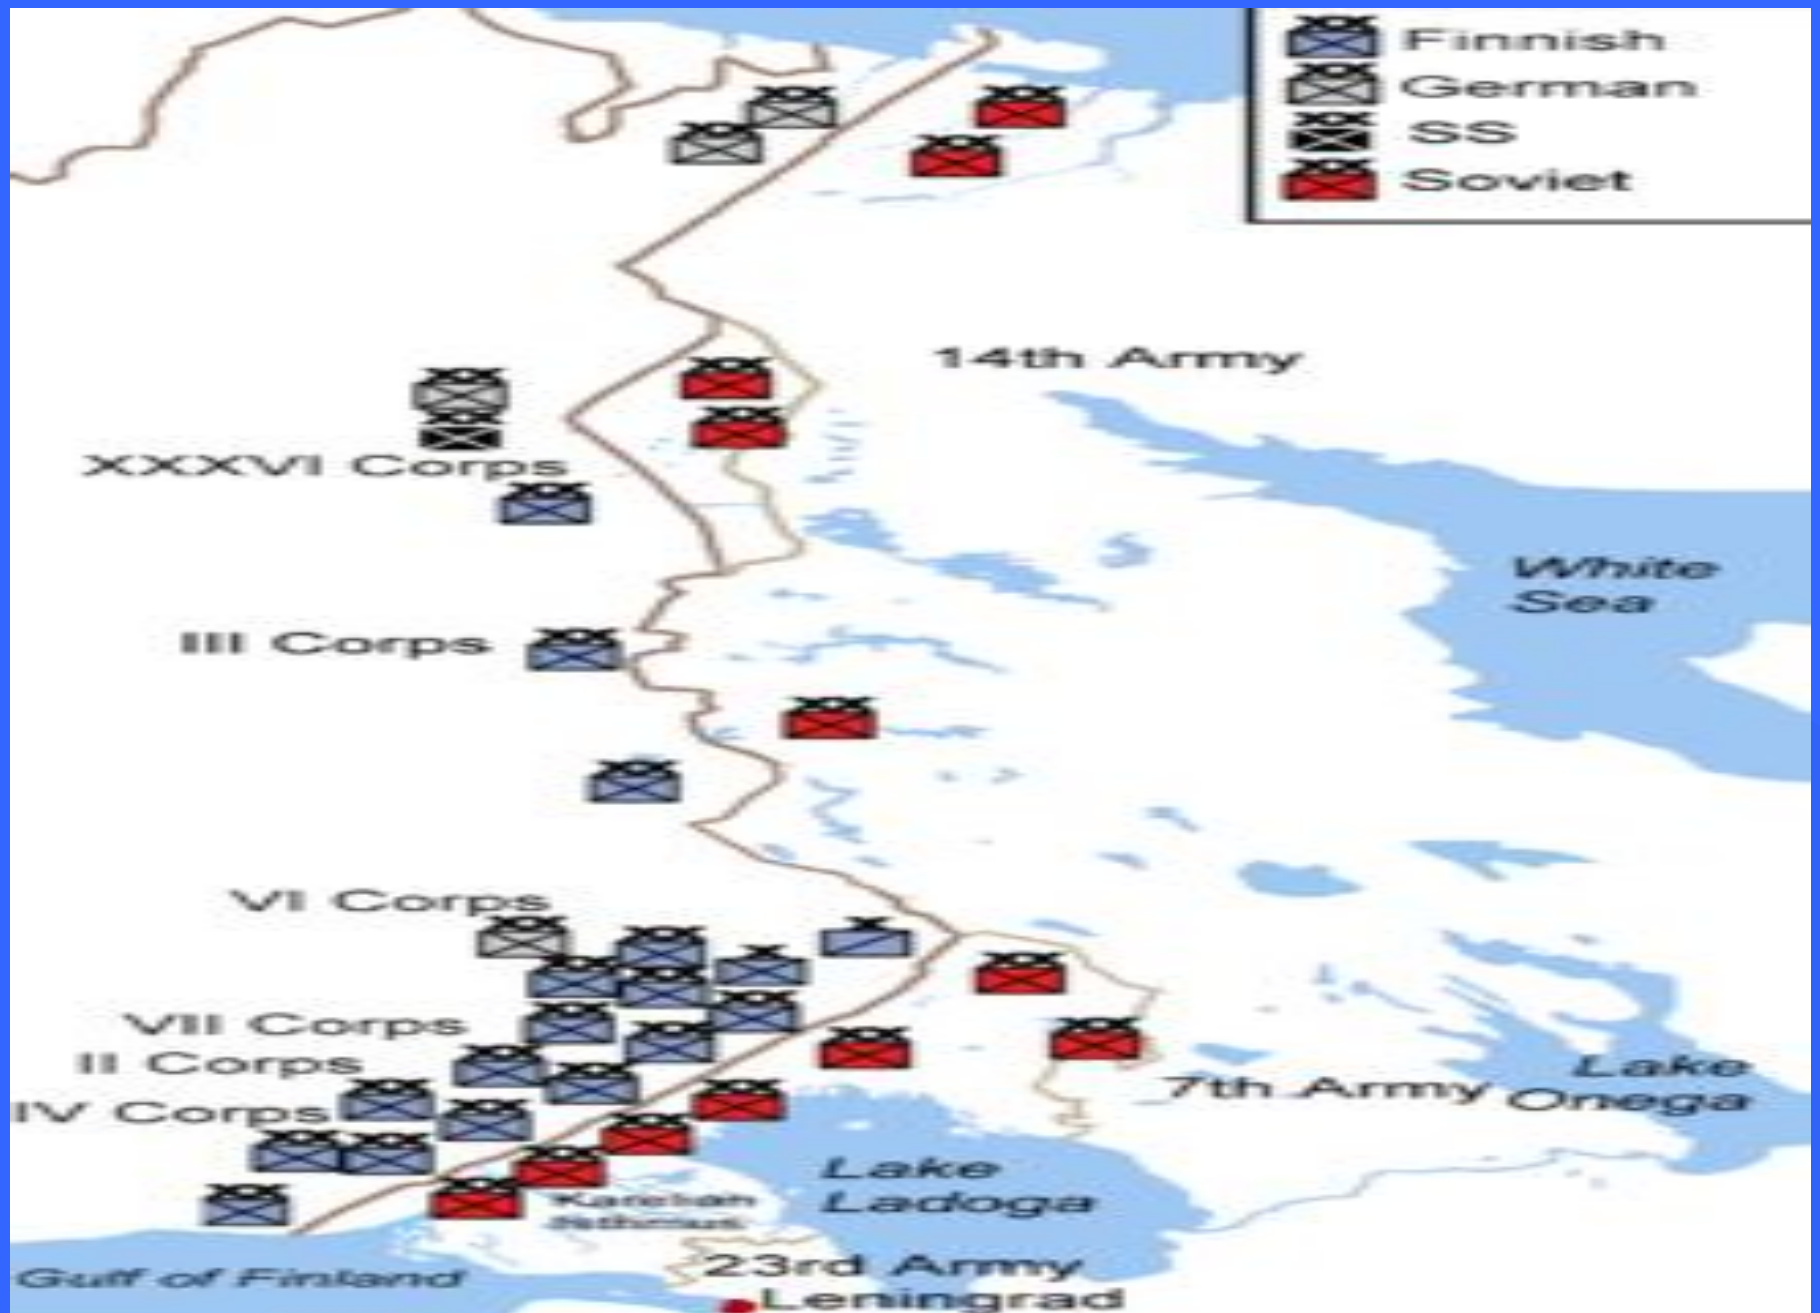 Finnish
German
SS
Soviet
14th Army
XXXVI Corps
White
Sea
III Corps
VI Corps
VII Corps
II Corps
IV Corps
7th Army
Lake
Onega
Lake
Ladoga
Karelian
Isthmus
23rd Army
Gulf of Finland
Leningrad